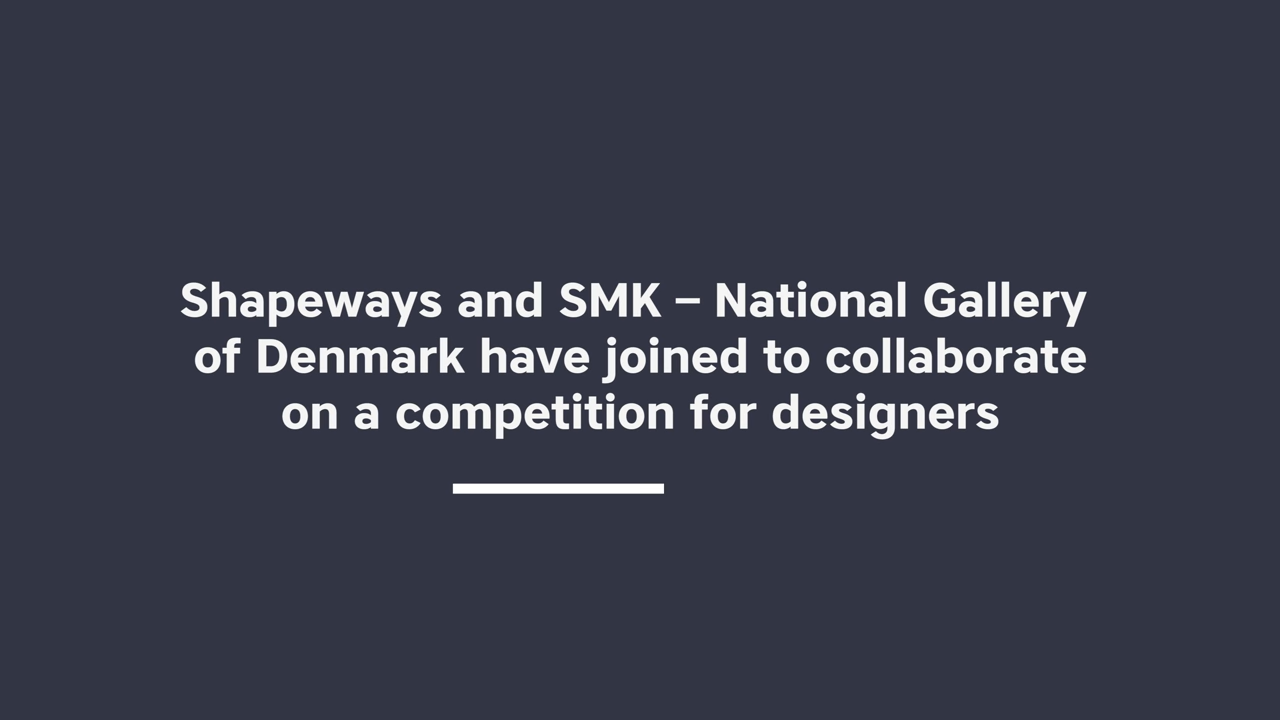 Shapeways and SMK – National Gallery
of Denmark have joined to collaborate
on a competition for designers